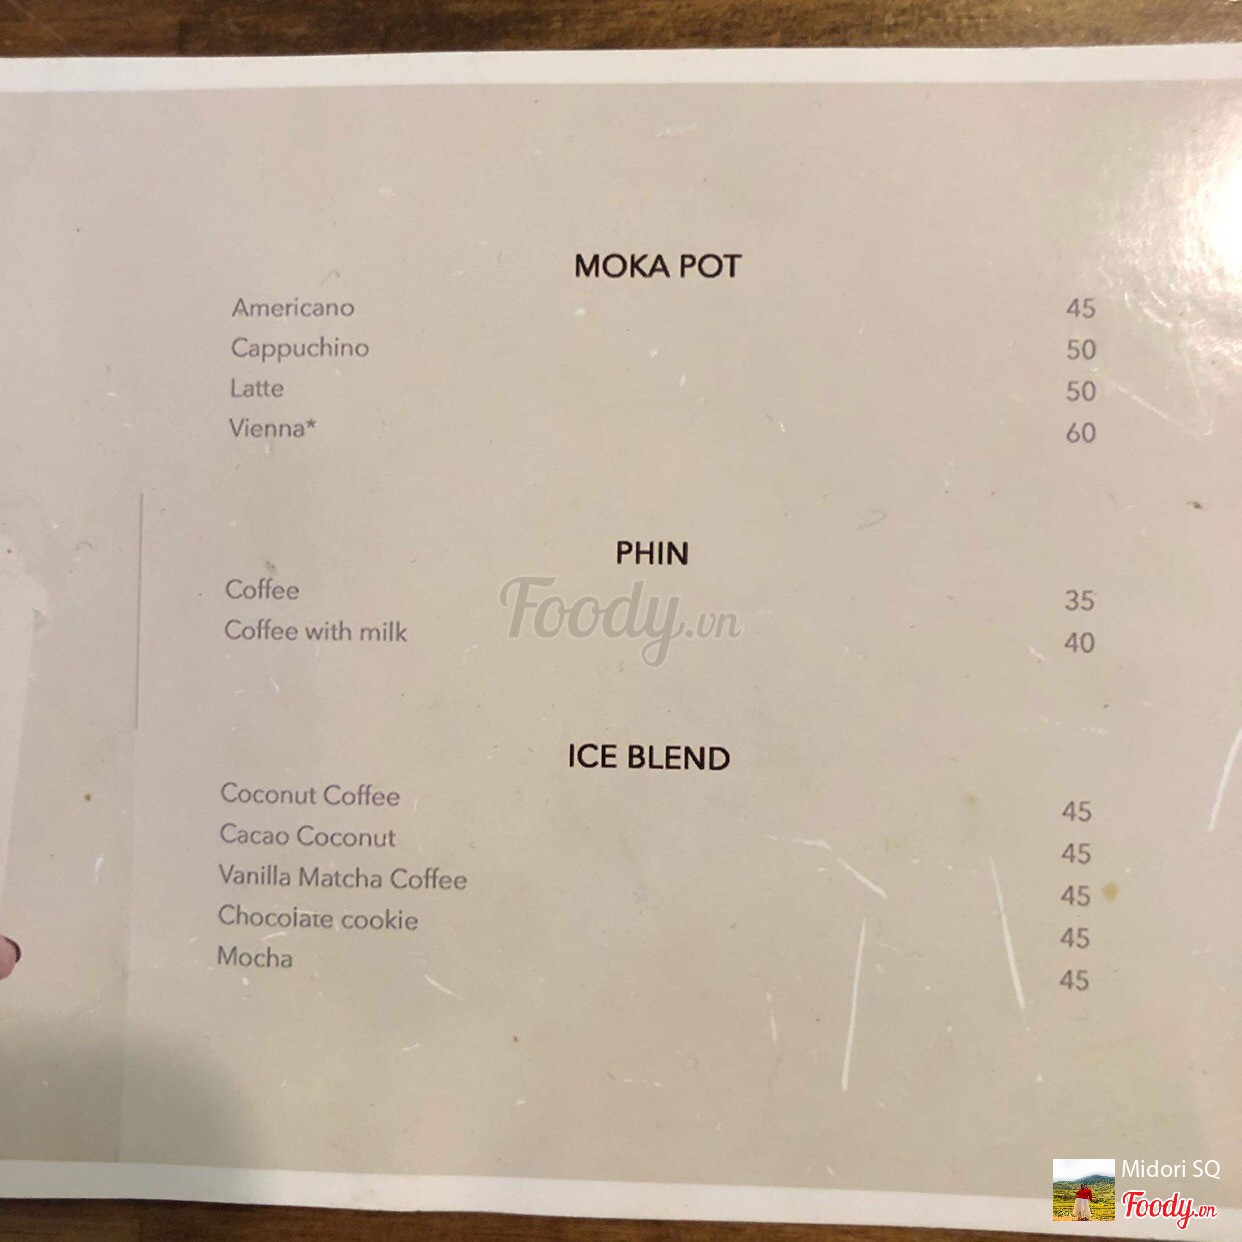 MOKA POT
Americano 45
Cappuchino 50
Latte 50
Vienna* 60
PHIN
Coffee 35
Coffee with milk 40
Foody.vn
ICE BLEND
Coconut Coffee 45
Cacao Coconut 45
Vanilla Matcha Coffee 45
Chocolate cookie 45
Mocha 45
Midori SQ
Foody.vn